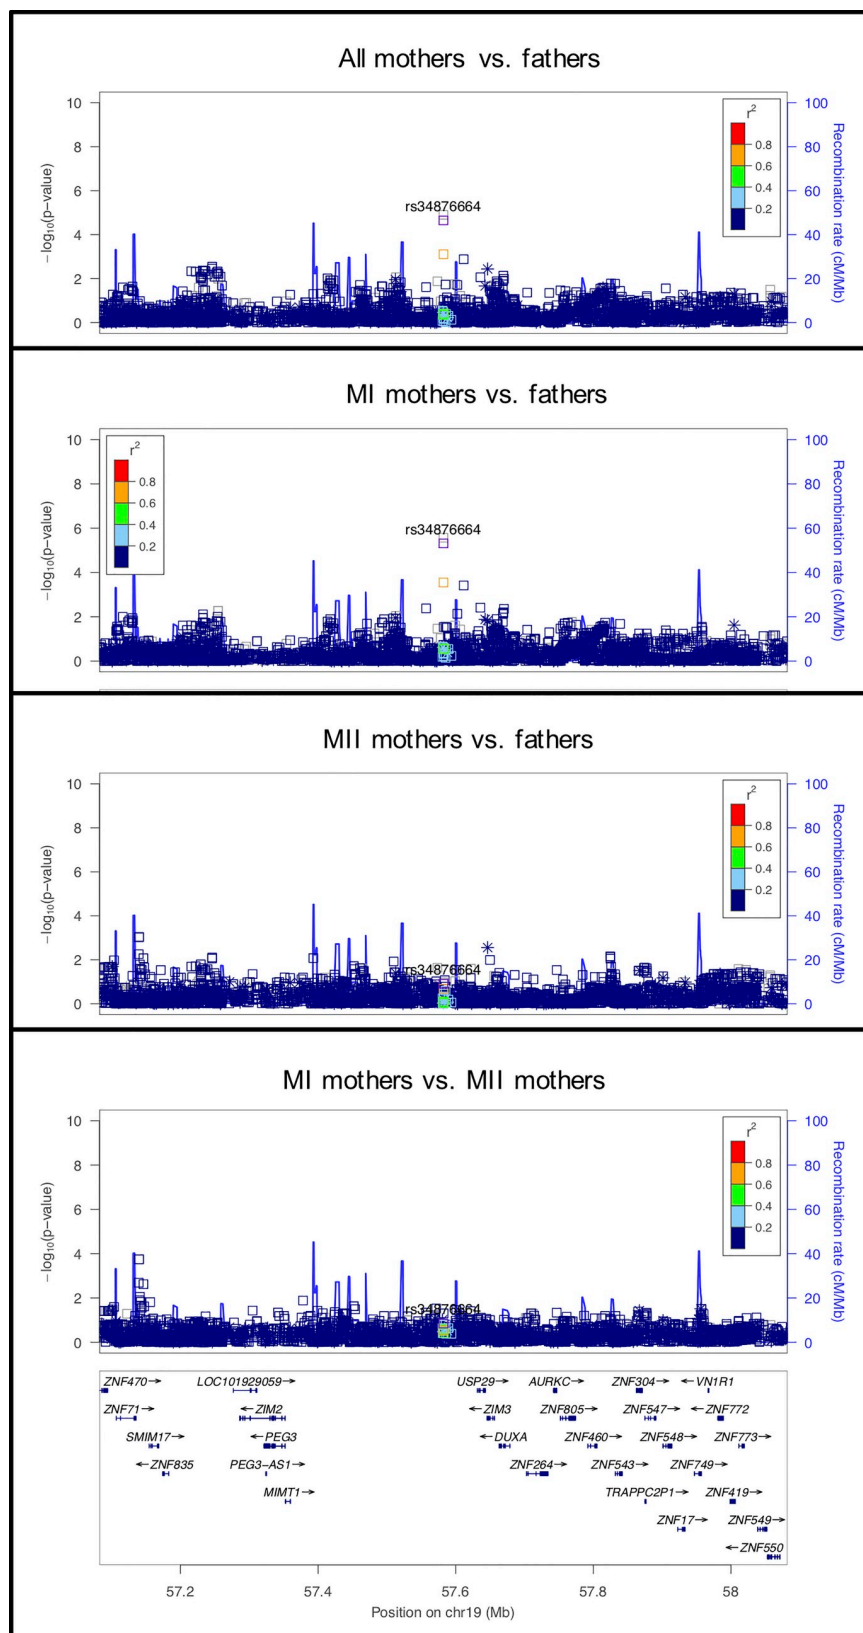 All mothers vs. fathers
10
8
6
4
2
0
−log10(p−value)
rs34876664
r2
0.8
0.6
0.4
0.2
100
80
60
40
20
0
Recombination rate (cM/Mb)
MI mothers vs. fathers
10
8
6
4
2
0
−log10(p−value)
r2
0.8
0.6
0.4
0.2
rs34876664
100
80
60
40
20
0
Recombination rate (cM/Mb)
MII mothers vs. fathers
10
8
6
4
2
0
−log10(p−value)
rs34876664
r2
0.8
0.6
0.4
0.2
100
80
60
40
20
0
Recombination rate (cM/Mb)
MI mothers vs. MII mothers
10
8
6
4
2
0
−log10(p−value)
rs34876664
r2
0.8
0.6
0.4
0.2
100
80
60
40
20
0
Recombination rate (cM/Mb)
ZNF470→ LOC101929059→ USP29→ AURKC→ ZNF304→ ←VN1R1
ZNF71→ ←ZIM2 ←ZIM3 ZNF805→ ZNF547→ ←ZNF772
SMIM17→ ←PEG3 ←DUXA ZNF460→ ZNF548→ ZNF773→
←ZNF835 PEG3−AS1→ ZNF264→ ZNF543→ ZNF749→
MIMT1→ TRAPPC2P1→ ZNF419→
ZNF17→ ZNF549→
←ZNF550
57.2 57.4 57.6 57.8 58
Position on chr19 (Mb)